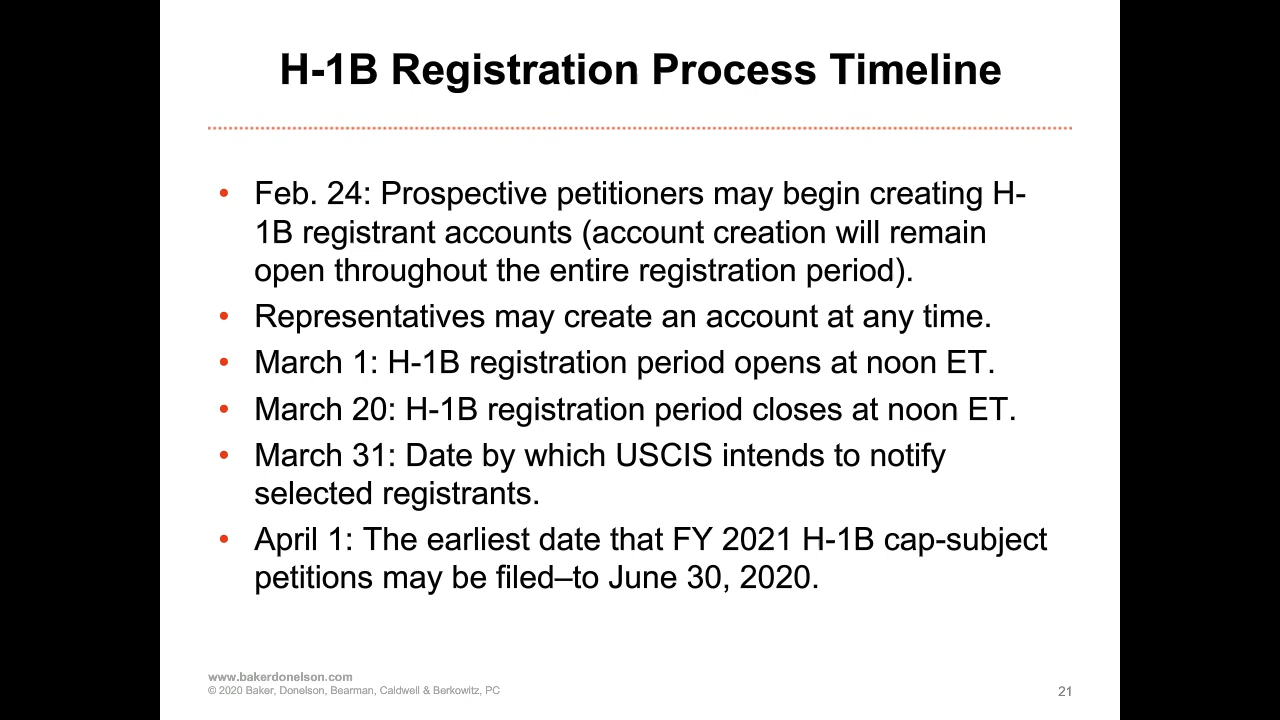 H-1B Registration Process Timeline
• Feb. 24: Prospective petitioners may begin creating H-
1B registrant accounts (account creation will remain
open throughout the entire registration period).
• Representatives may create an account at any time.
• March 1: H-1B registration period opens at noon ET.
• March 20: H-1B registration period closes at noon ET.
• March 31: Date by which USCIS intends to notify
selected registrants.
• April 1: The earliest date that FY 2021 H-1B cap-subject
petitions may be filed–to June 30, 2020.
www.bakerdonelson.com
© 2020 Baker, Donelson, Bearman, Caldwell & Berkowitz, PC
21